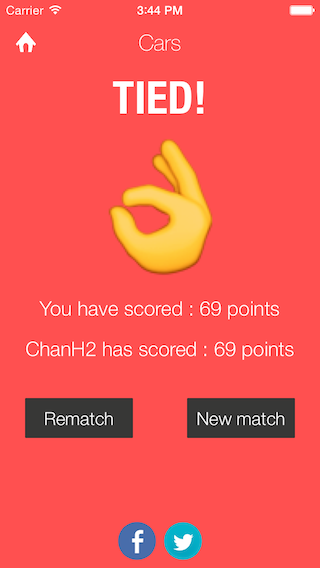 Carrier 3:44 PM
Cars
TIED!
You have scored : 69 points
ChanH2 has scored : 69 points
Rematch New match